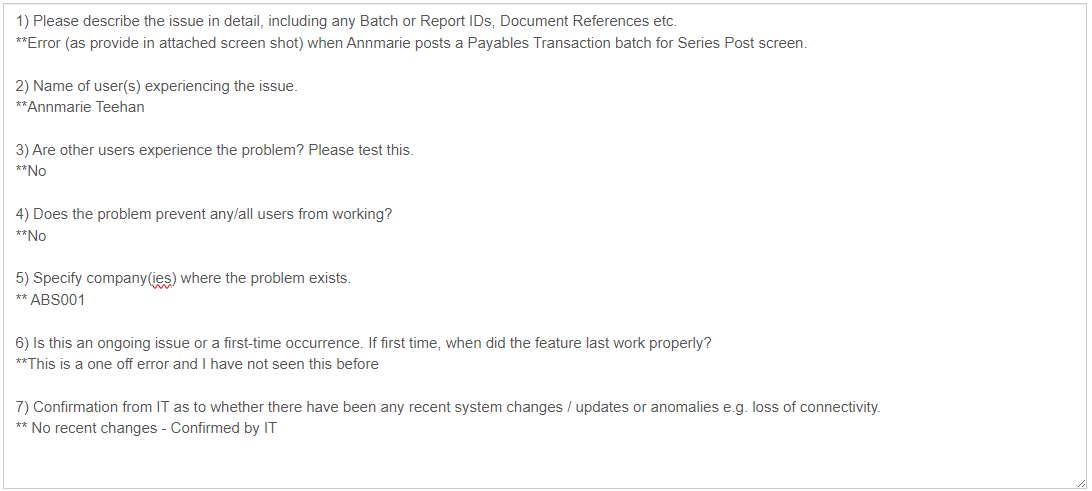 1) Please describe the issue in detail, including any Batch or Report IDs, Document References etc.
**Error (as provide in attached screen shot) when Annmarie posts a Payables Transaction batch for Series Post screen.
2) Name of user(s) experiencing the issue.
**Annmarie Teehan
3) Are other users experience the problem? Please test this.
**No
4) Does the problem prevent any/all users from working?
**No
5) Specify company(ies) where the problem exists.
** ABS001
6) Is this an ongoing issue or a first-time occurrence. If first time, when did the feature last work properly?
**This is a one off error and I have not seen this before
7) Confirmation from IT as to whether there have been any recent system changes / updates or anomalies e.g. loss of connectivity.
** No recent changes - Confirmed by IT